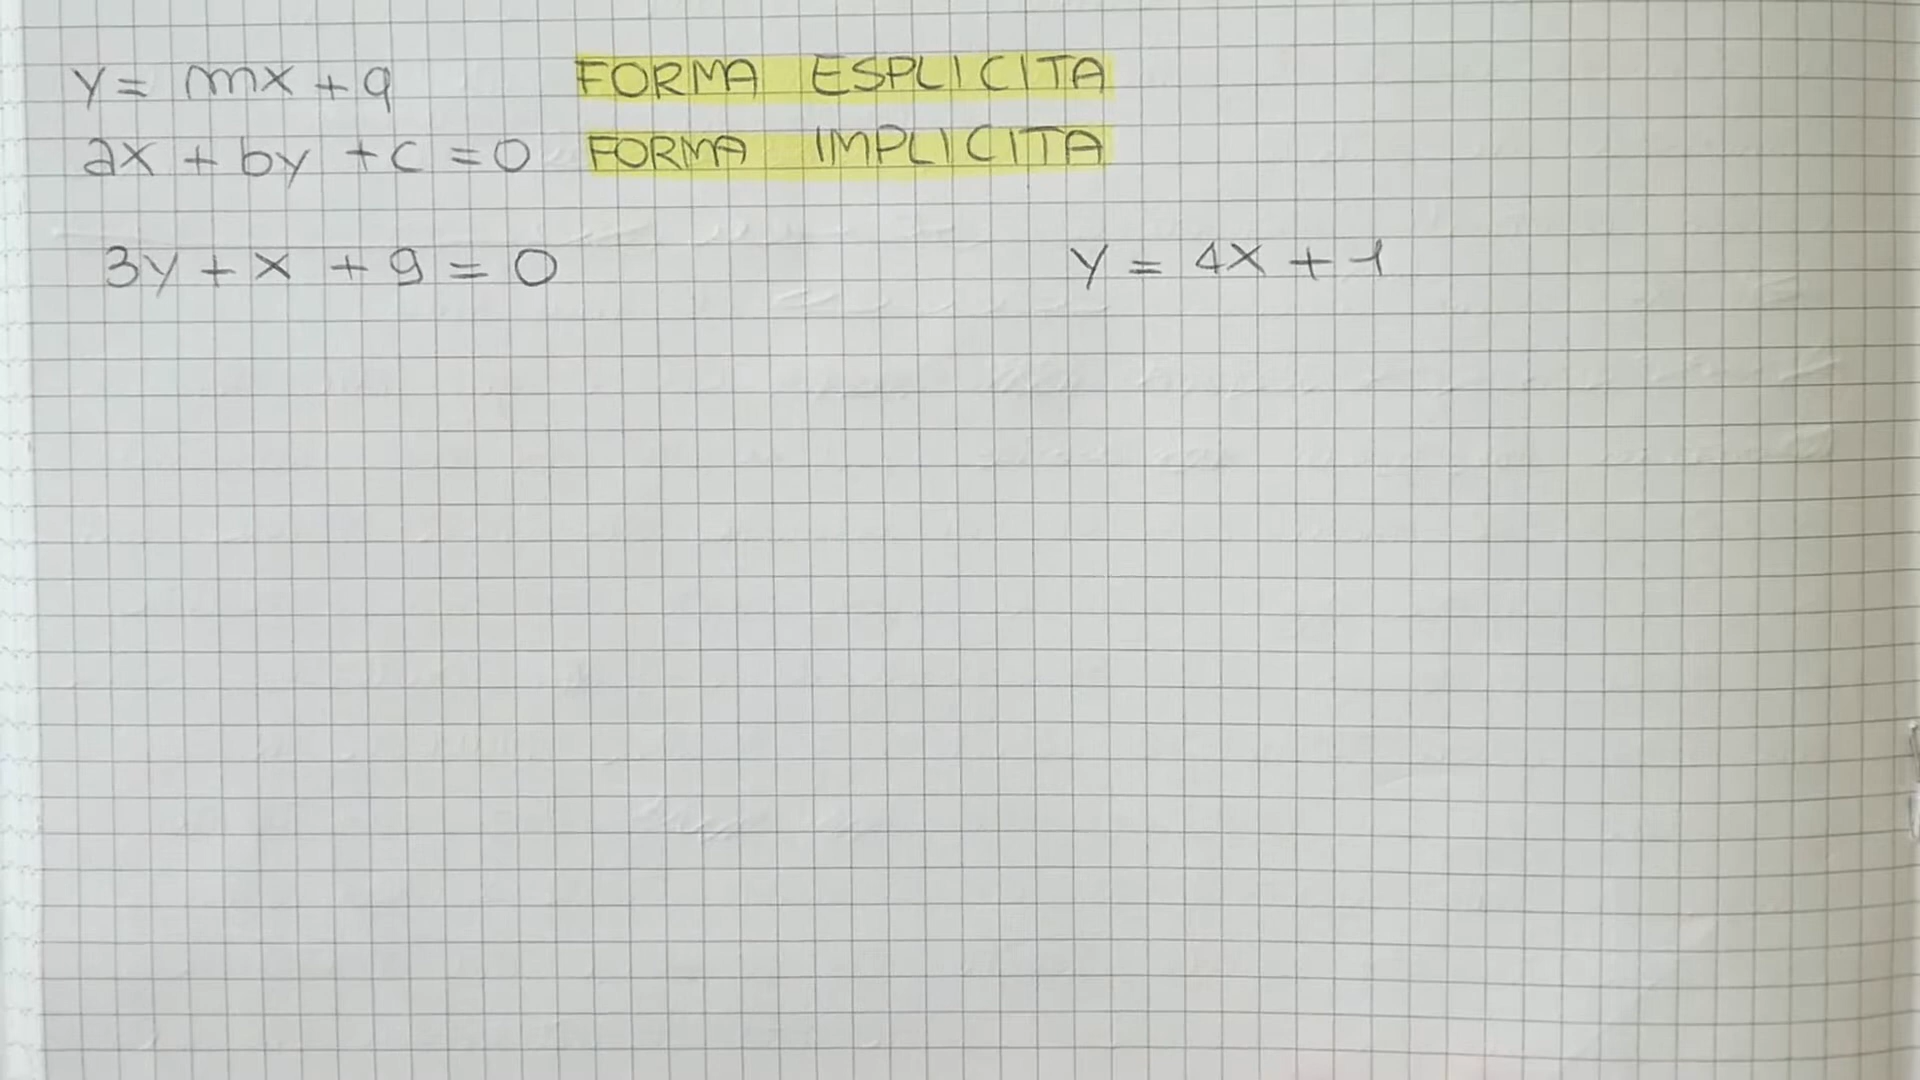 y = mx + q FORMA ESPLICITA
ax + by + c = 0 FORMA IMPLICITA
3y + x + 9 = 0 y = 4x + 1